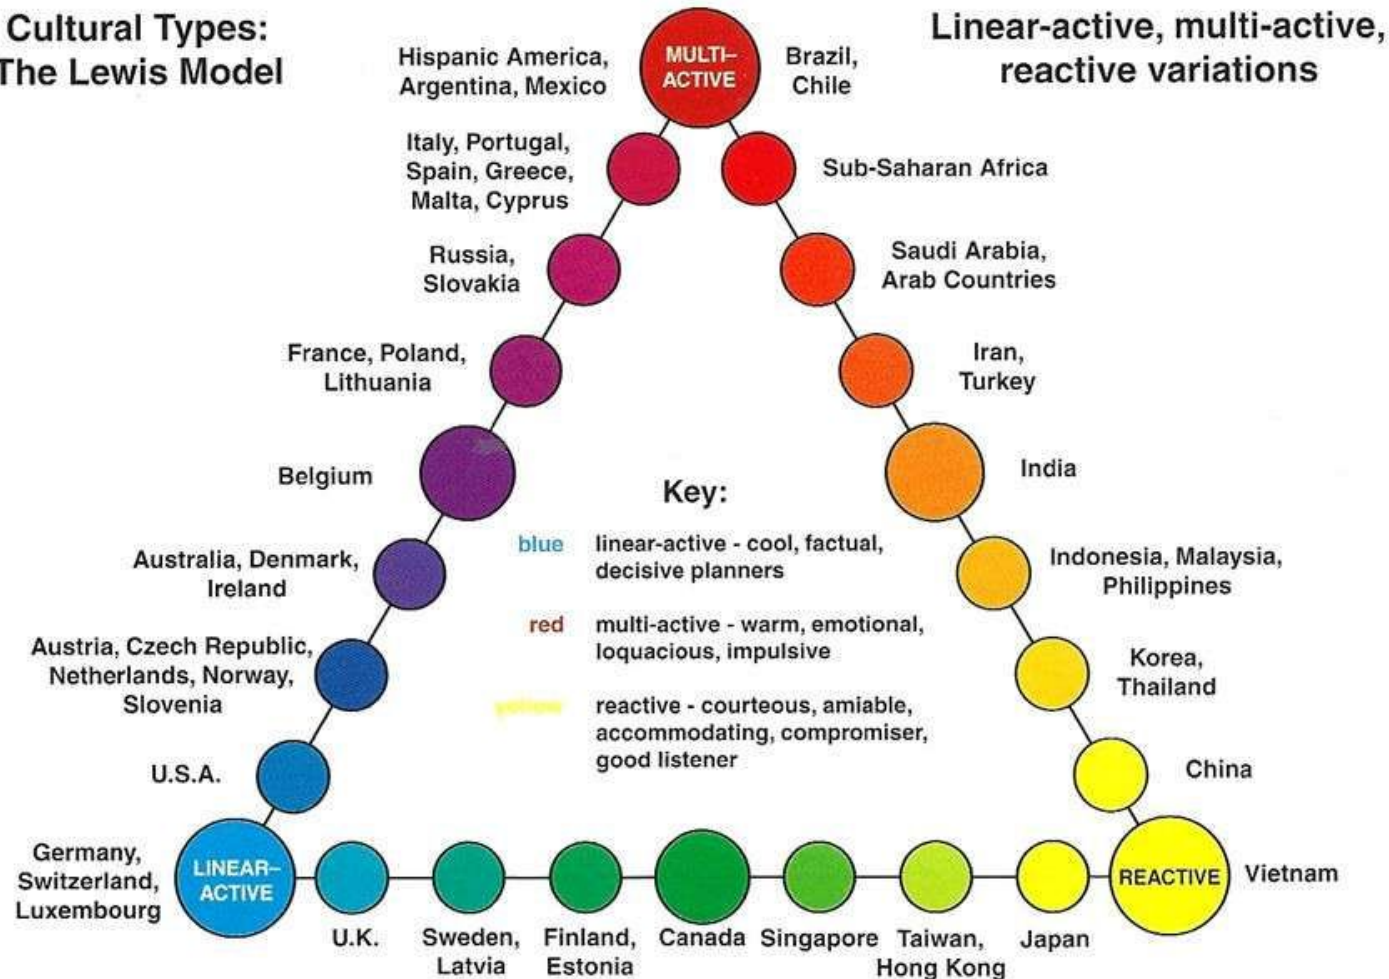 Cultural Types:
The Lewis Model
Linear-active, multi-active,
reactive variations
MULTI–
ACTIVE
Hispanic America,
Argentina, Mexico
Brazil,
Chile
Italy, Portugal,
Spain, Greece,
Malta, Cyprus
Sub-Saharan Africa
Russia,
Slovakia
Saudi Arabia,
Arab Countries
France, Poland,
Lithuania
Iran,
Turkey
Belgium
India
Australia, Denmark,
Ireland
Indonesia, Malaysia,
Philippines
Austria, Czech Republic,
Netherlands, Norway,
Slovenia
Korea,
Thailand
U.S.A.
China
Key:
blue linear-active - cool, factual,
decisive planners
red multi-active - warm, emotional,
loquacious, impulsive
yellow reactive - courteous, amiable,
accommodating, compromiser,
good listener
Germany,
Switzerland,
Luxembourg
LINEAR–
ACTIVE
REACTIVE
Vietnam
U.K.
Sweden,
Latvia
Finland,
Estonia
Canada
Singapore
Taiwan,
Hong Kong
Japan